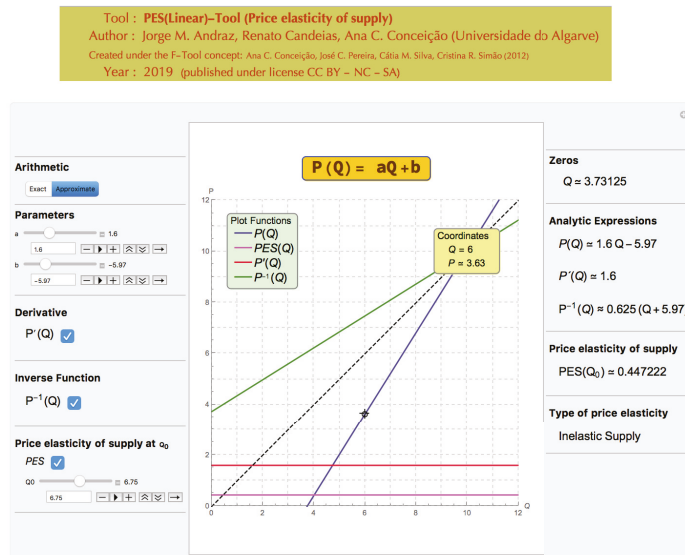 Tool : PES(Linear)–Tool (Price elasticity of supply)
Author : Jorge M. Andraz, Renato Candeias, Ana C. Conceição (Universidade do Algarve)
Created under the F–Tool concept: Ana C. Conceição, José C. Pereira, Cátia M. Silva, Cristina R. Simão (2012)
Year : 2019 (published under license CC BY – NC – SA)
Arithmetic
Exact Approximate
Parameters
a 1.6
1.6
b −5.97
−5.97
Derivative
P′(Q)
Inverse Function
P⁻¹(Q)
Price elasticity of supply at Q₀
PES
Q0 6.75
6.75
P(Q) = aQ+b
P
12
10
8
6
4
2
0
0 2 4 6 8 10 12
Q
Plot Functions
P(Q)
PES(Q)
P′(Q)
P⁻¹(Q)
Coordinates
Q = 6
P ≃ 3.63
Zeros
Q ≃ 3.73125
Analytic Expressions
P(Q) ≃ 1.6 Q − 5.97
P′(Q) ≃ 1.6
P⁻¹(Q) ≈ 0.625 (Q + 5.97)
Price elasticity of supply
PES(Q₀) ≃ 0.447222
Type of price elasticity
Inelastic Supply